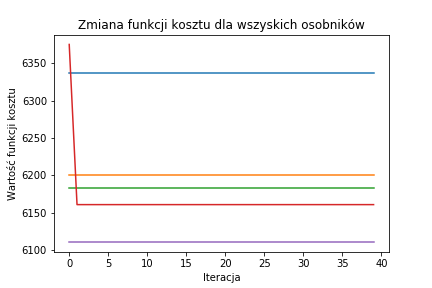 Zmiana funkcji kosztu dla wszyskich osobników
Wartość funkcji kosztu
6350
6300
6250
6200
6150
6100
0 5 10 15 20 25 30 35 40
Iteracja